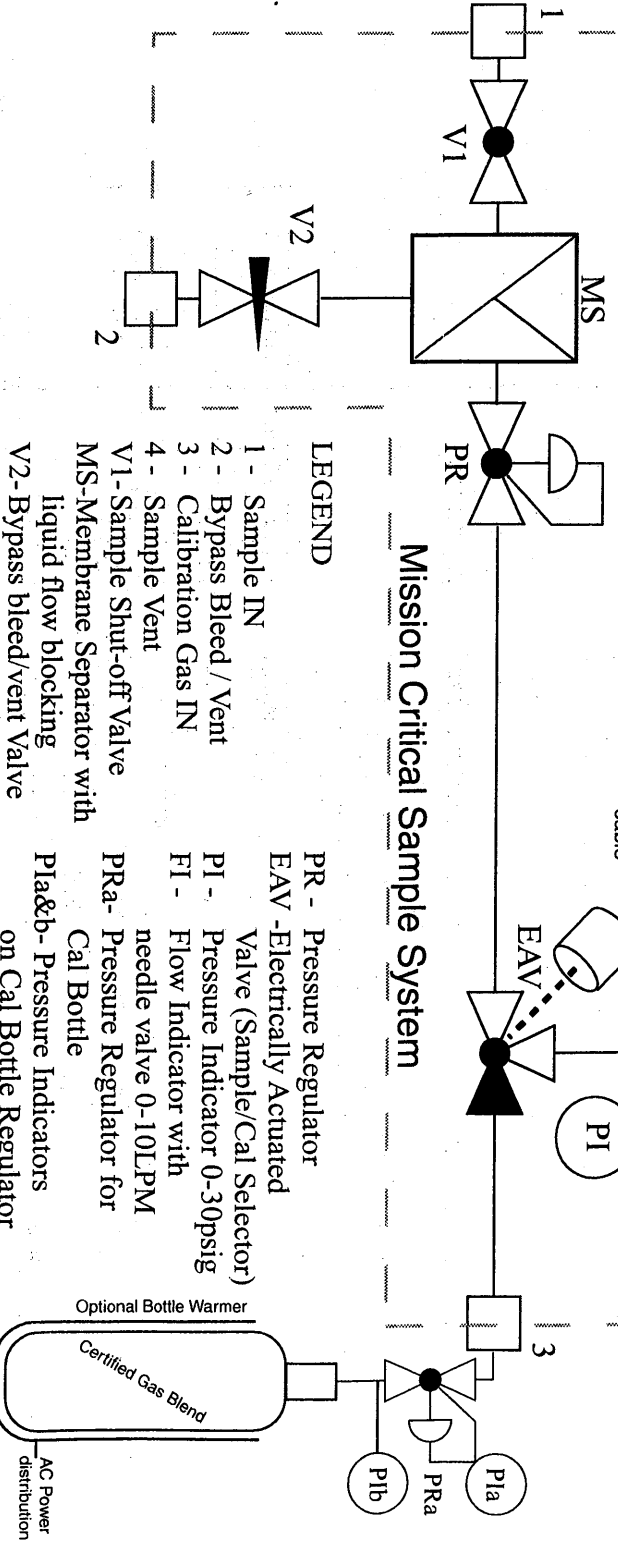 1
V1
MS
V2
2
PR
EAV
PI
3
Mission Critical Sample System
LEGEND
1 - Sample IN
2 - Bypass Bleed / Vent
3 - Calibration Gas IN
4 - Sample Vent
V1-Sample Shut-off Valve
MS-Membrane Separator with
liquid flow blocking
V2-Bypass bleed/vent Valve
PR - Pressure Regulator
EAV -Electrically Actuated
Valve (Sample/Cal Selector)
PI - Pressure Indicator 0-30psig
FI - Flow Indicator with
needle valve 0-10LPM
PRa- Pressure Regulator for
Cal Bottle
PIa&b- Pressure Indicators
on Cal Bottle Regulator
PIa
PRa
PIb
Optional Bottle Warmer
Certified Gas Blend
AC Power
distribution